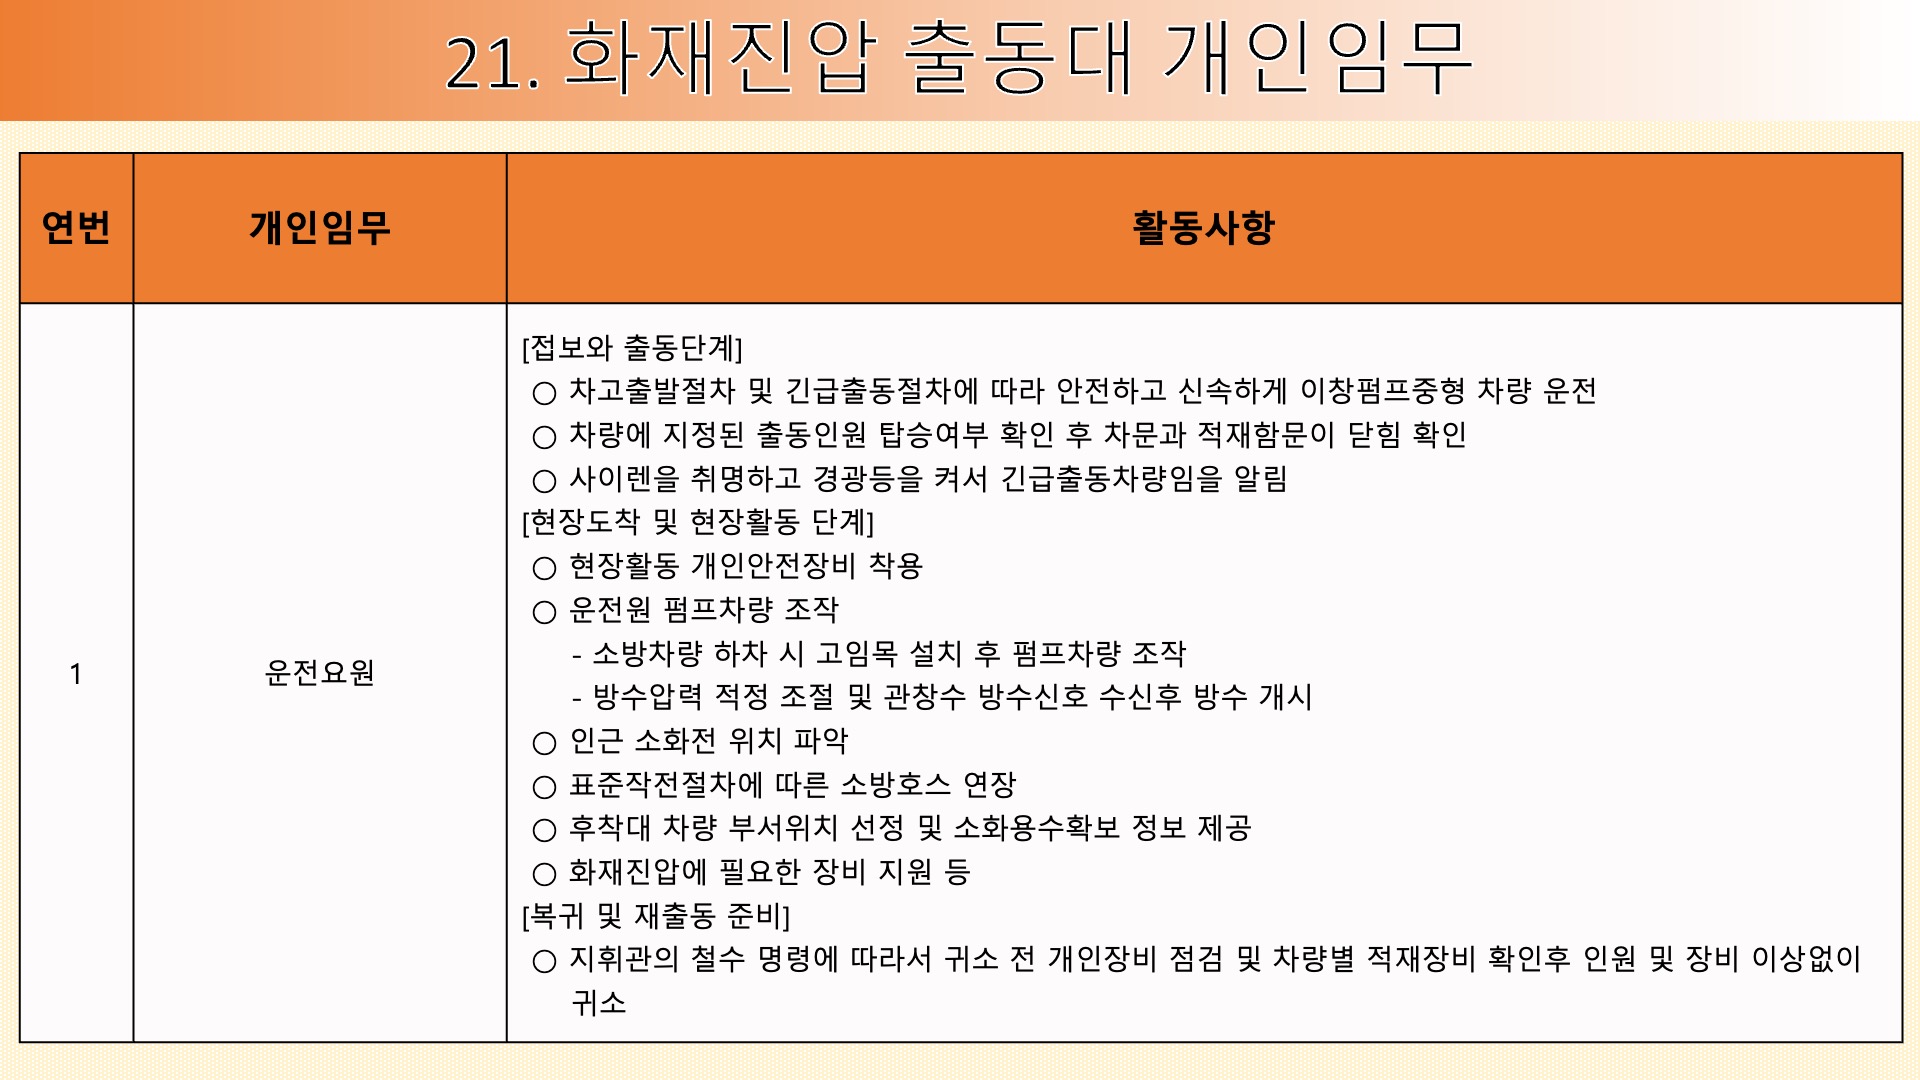 21. 화재진압 출동대 개인임무
연번 개인임무 활동사항
[접보와 출동단계]
○ 차고출발절차 및 긴급출동절차에 따라 안전하고 신속하게 이창펌프중형 차량 운전
○ 차량에 지정된 출동인원 탑승여부 확인 후 차문과 적재함문이 닫힘 확인
○ 사이렌을 취명하고 경광등을 켜서 긴급출동차량임을 알림
[현장도착 및 현장활동 단계]
○ 현장활동 개인안전장비 착용
○ 운전원 펌프차량 조작
- 소방차량 하차 시 고임목 설치 후 펌프차량 조작
1 운전요원
- 방수압력 적정 조절 및 관창수 방수신호 수신후 방수 개시
○ 인근 소화전 위치 파악
○ 표준작전절차에 따른 소방호스 연장
○ 후착대 차량 부서위치 선정 및 소화용수확보 정보 제공
○ 화재진압에 필요한 장비 지원 등
[복귀 및 재출동 준비]
○ 지휘관의 철수 명령에 따라서 귀소 전 개인장비 점검 및 차량별 적재장비 확인후 인원 및 장비 이상없이
귀소